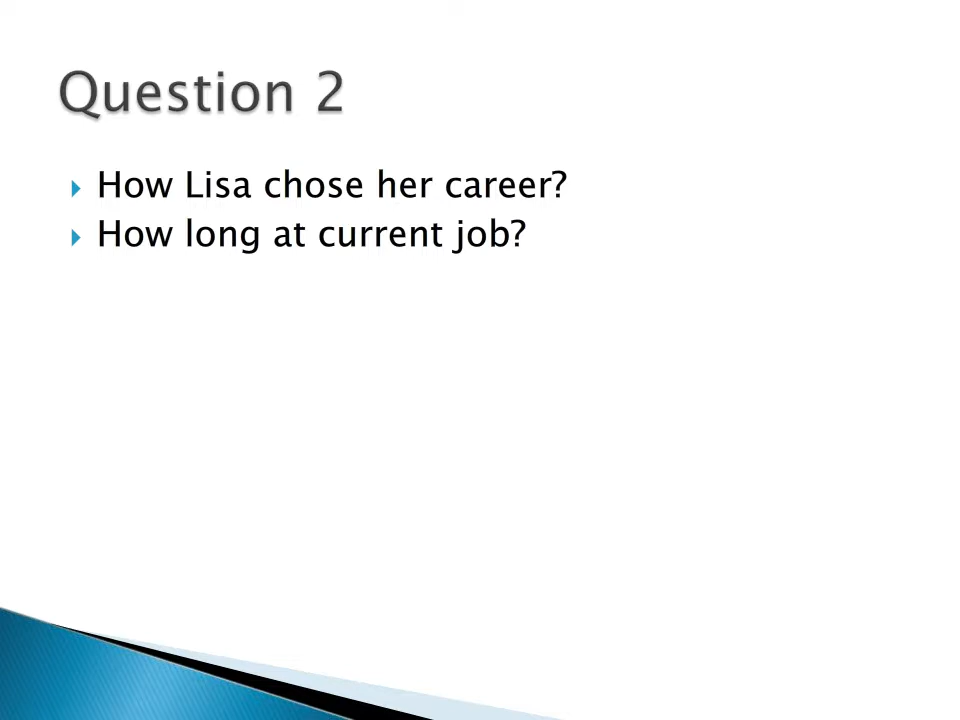 Question 2
How Lisa chose her career?
How long at current job?